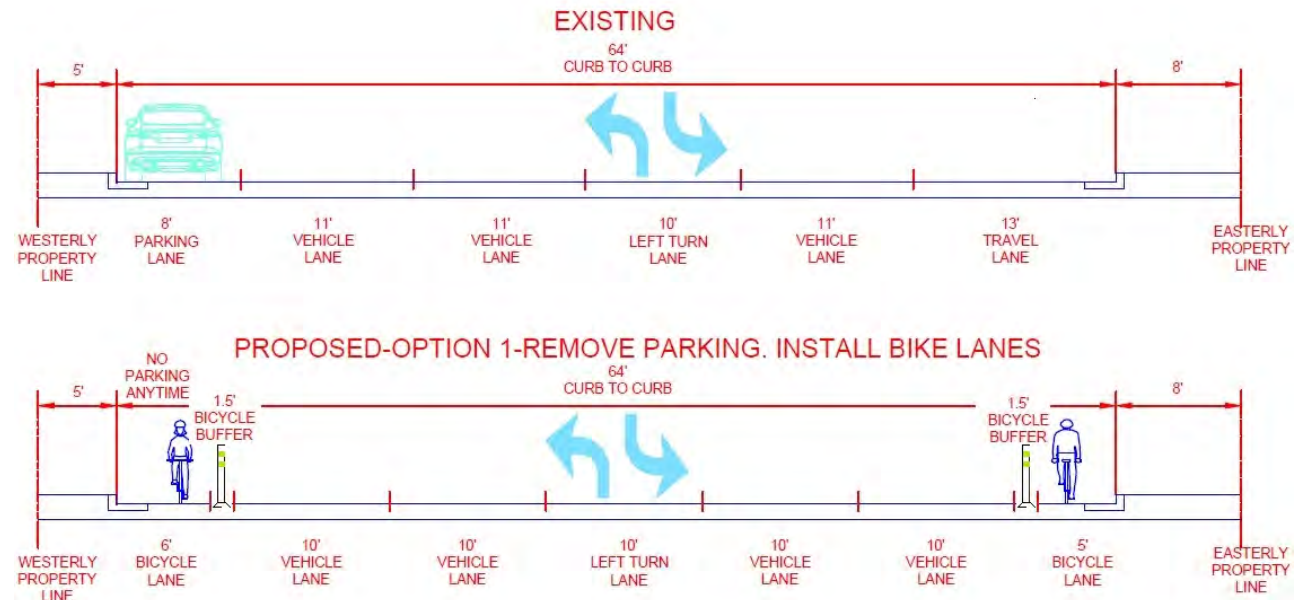 EXISTING
64'
CURB TO CURB
5'
8'
WESTERLY
PROPERTY
LINE
8'
PARKING
LANE
11'
VEHICLE
LANE
11'
VEHICLE
LANE
10'
LEFT TURN
LANE
11'
VEHICLE
LANE
13'
TRAVEL
LANE
EASTERLY
PROPERTY
LINE
PROPOSED-OPTION 1-REMOVE PARKING. INSTALL BIKE LANES
64'
CURB TO CURB
5'
NO
PARKING
ANYTIME
1.5'
BICYCLE
BUFFER
1.5'
BICYCLE
BUFFER
8'
WESTERLY
PROPERTY
LINE
6'
BICYCLE
LANE
10'
VEHICLE
LANE
10'
VEHICLE
LANE
10'
LEFT TURN
LANE
10'
VEHICLE
LANE
10'
VEHICLE
LANE
5'
BICYCLE
LANE
EASTERLY
PROPERTY
LINE